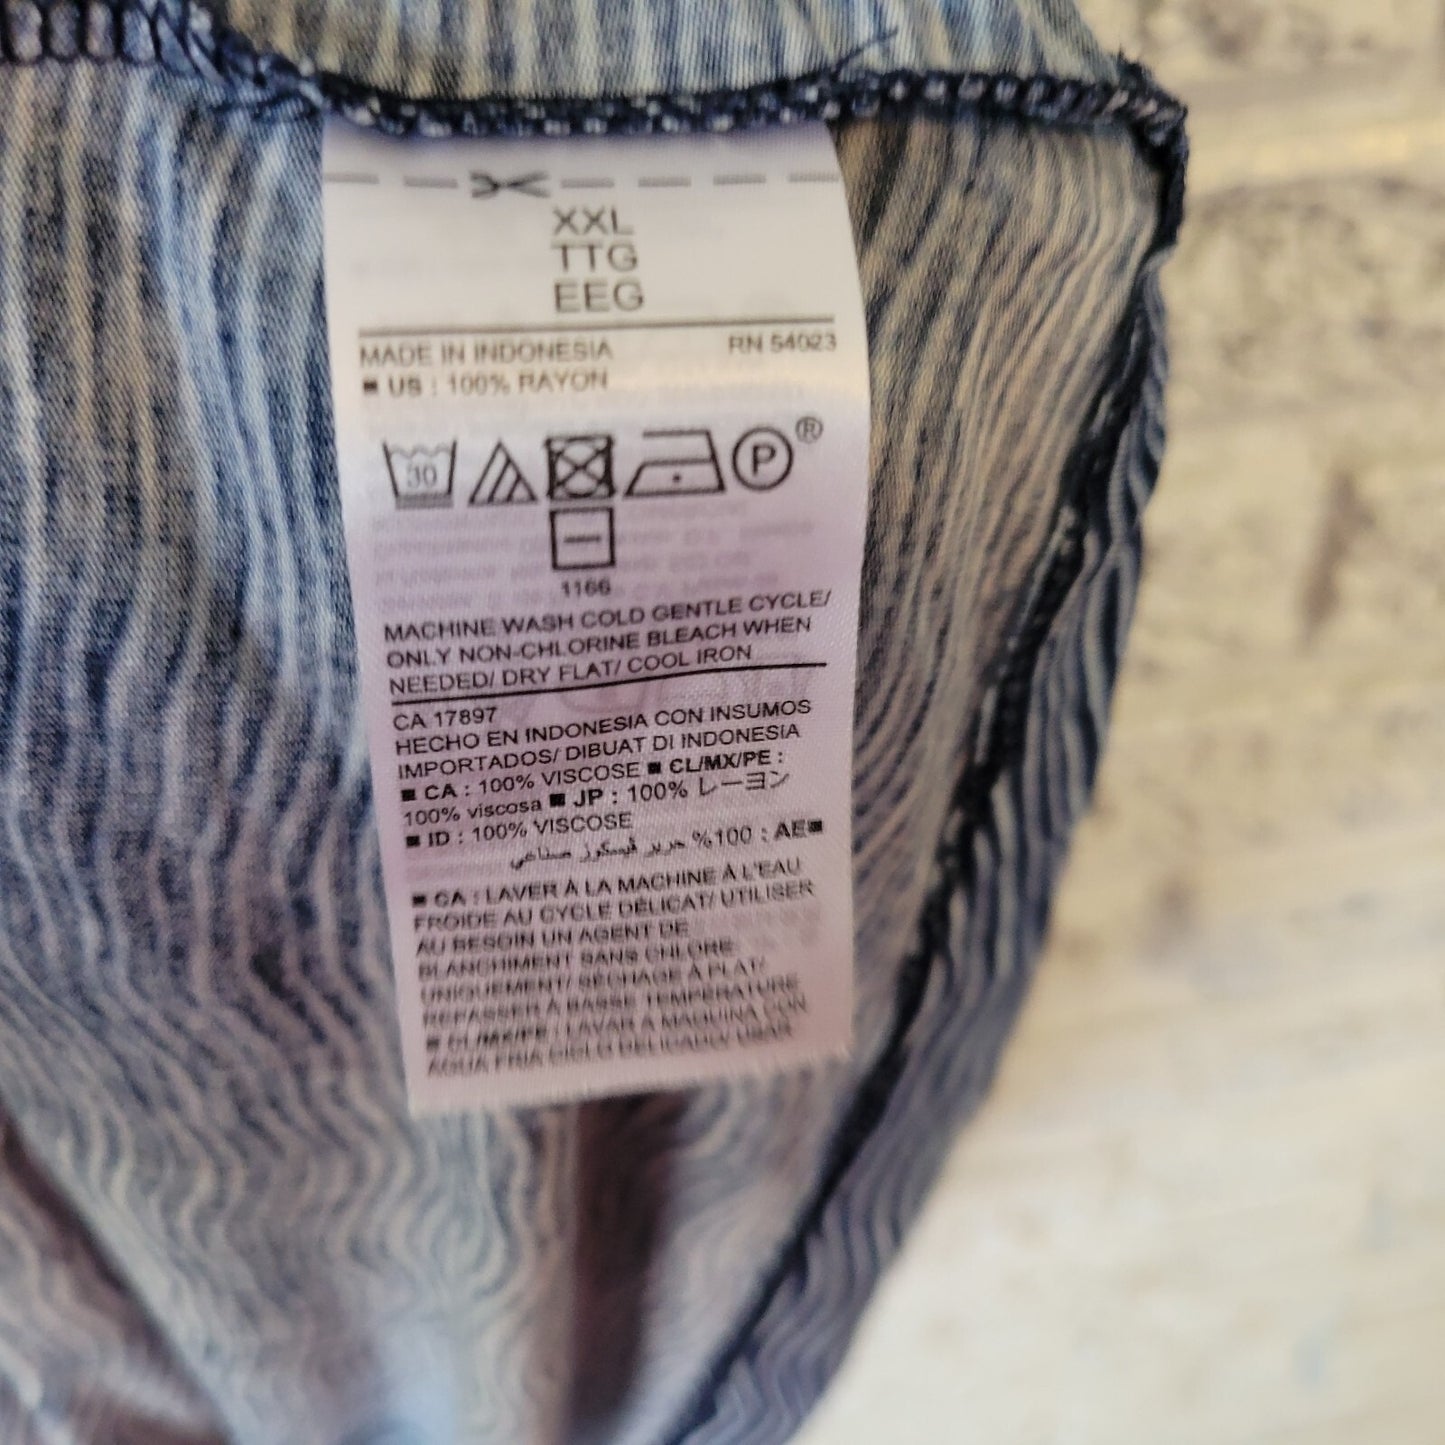 XXL
TTG
EEG
MADE IN INDONESIA RN 54023
■ US : 100% RAYON
30 P ®
1166
MACHINE WASH COLD GENTLE CYCLE/
ONLY NON-CHLORINE BLEACH WHEN
NEEDED/ DRY FLAT/ COOL IRON
CA 17897
HECHO EN INDONESIA CON INSUMOS
IMPORTADOS/ DIBUAT DI INDONESIA
■ CA : 100% VISCOSE ■ CL/MX/PE :
100% viscosa ■ JP : 100% レーヨン
■ ID : 100% VISCOSE
■AE : 100% حرير فيسكوز صناعي
■ CA : LAVER À LA MACHINE À L'EAU
FROIDE AU CYCLE DÉLICAT/ UTILISER
AU BESOIN UN AGENT DE
BLANCHIMENT SANS CHLORE
UNIQUEMENT/ SÉCHAGE À PLAT/
REPASSER À BASSE TEMPÉRATURE
■ CL/MX/PE : LAVAR A MAQUINA CON
AGUA FRIA CICLO DELICADO/ USAR